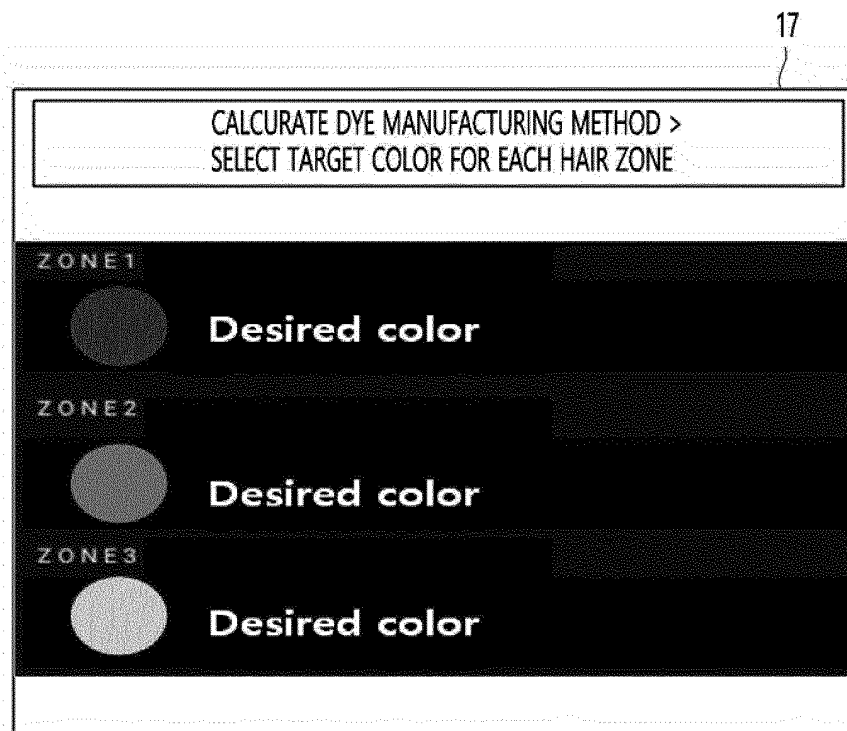 17
CALCURATE DYE MANUFACTURING METHOD >
SELECT TARGET COLOR FOR EACH HAIR ZONE
ZONE1
Desired color
ZONE2
Desired color
ZONE3
Desired color